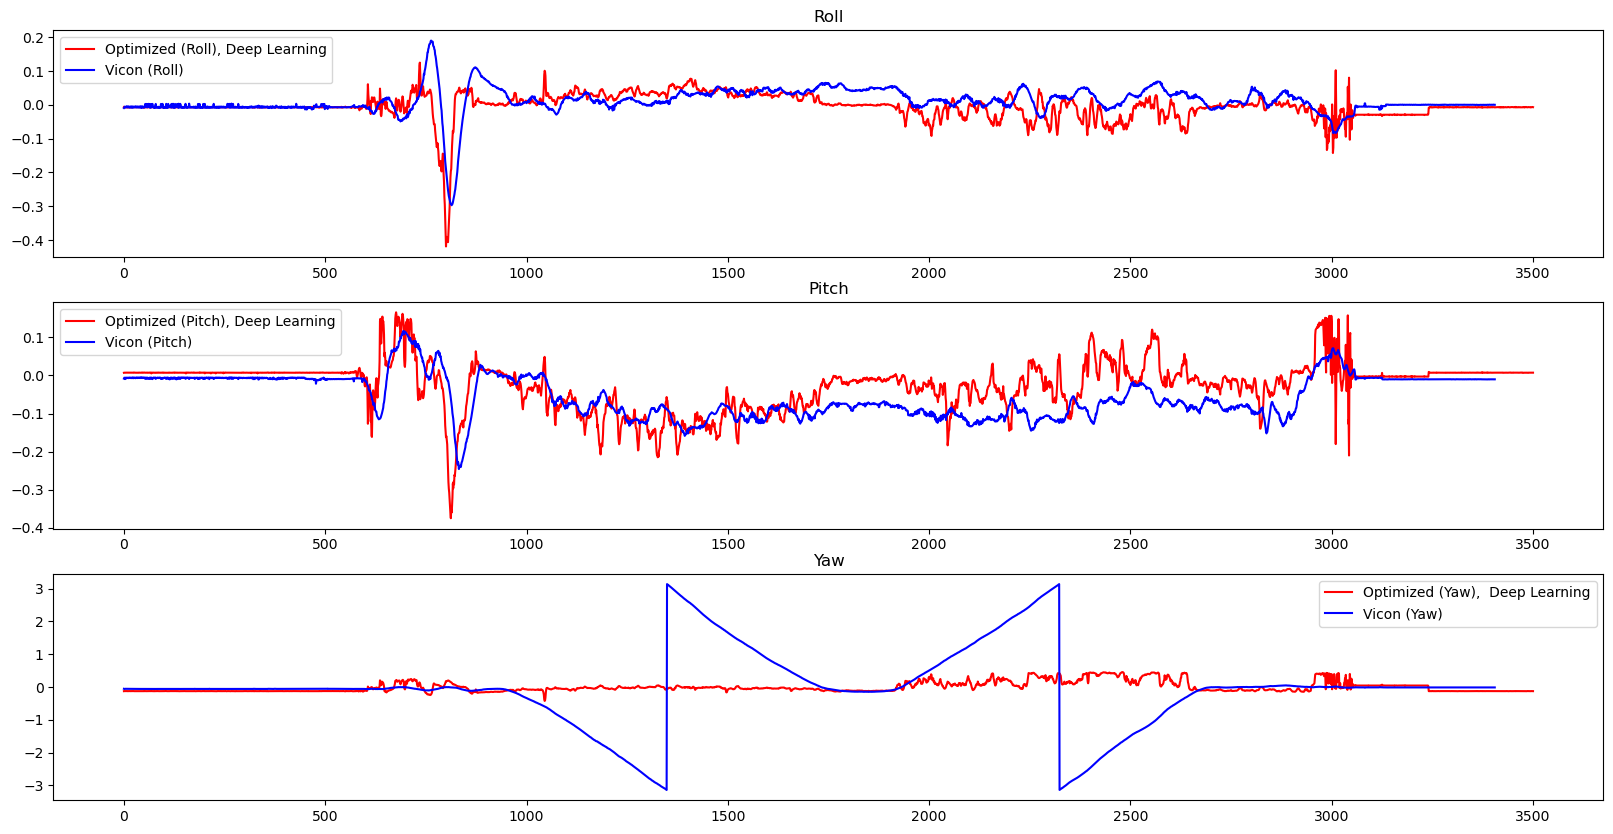 Roll
Optimized (Roll), Deep Learning
Vicon (Roll)
0.2
0.1
0.0
−0.1
−0.2
−0.3
−0.4
0 500 1000 1500 2000 2500 3000 3500
Pitch
Optimized (Pitch), Deep Learning
Vicon (Pitch)
0.1
0.0
−0.1
−0.2
−0.3
−0.4
0 500 1000 1500 2000 2500 3000 3500
Yaw
Optimized (Yaw),  Deep Learning
Vicon (Yaw)
3
2
1
0
−1
−2
−3
0 500 1000 1500 2000 2500 3000 3500